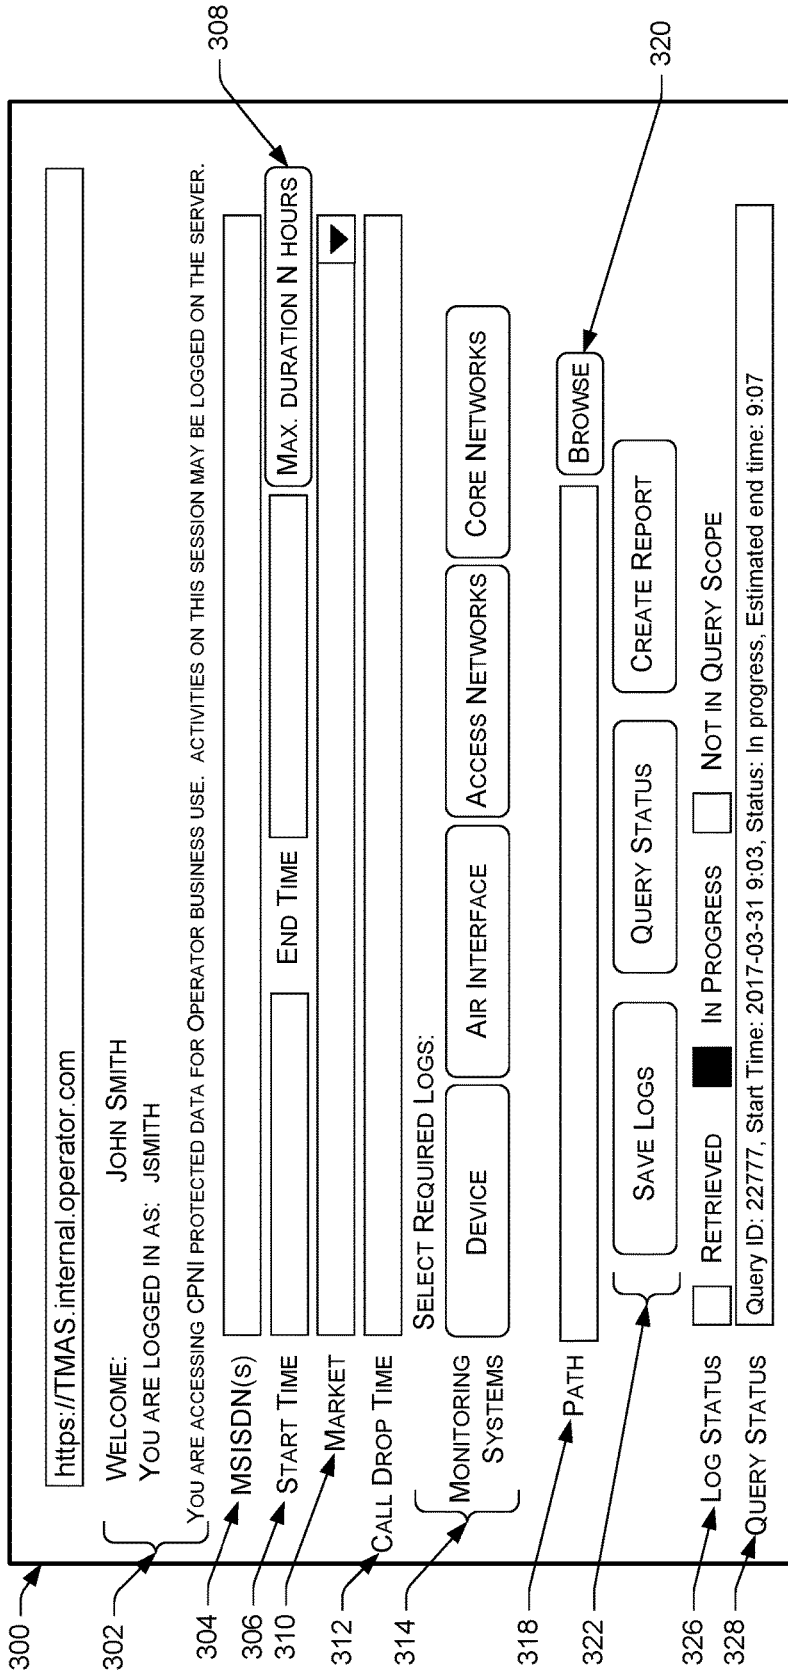 300
https://TMAS.internal.operator.com
302
WELCOME: JOHN SMITH
YOU ARE LOGGED IN AS: JSMITH
YOU ARE ACCESSING CPNI PROTECTED DATA FOR OPERATOR BUSINESS USE. ACTIVITIES ON THIS SESSION MAY BE LOGGED ON THE SERVER.
304 MSISDN(S)
306 START TIME END TIME MAX. DURATION N HOURS 308
310 MARKET
312 CALL DROP TIME
SELECT REQUIRED LOGS:
314 MONITORING SYSTEMS DEVICE AIR INTERFACE ACCESS NETWORKS CORE NETWORKS
318 PATH BROWSE 320
322 SAVE LOGS QUERY STATUS CREATE REPORT
326 LOG STATUS RETRIEVED IN PROGRESS NOT IN QUERY SCOPE
328 QUERY STATUS Query ID: 22777, Start Time: 2017-03-31 9:03, Status: In progress, Estimated end time: 9:07